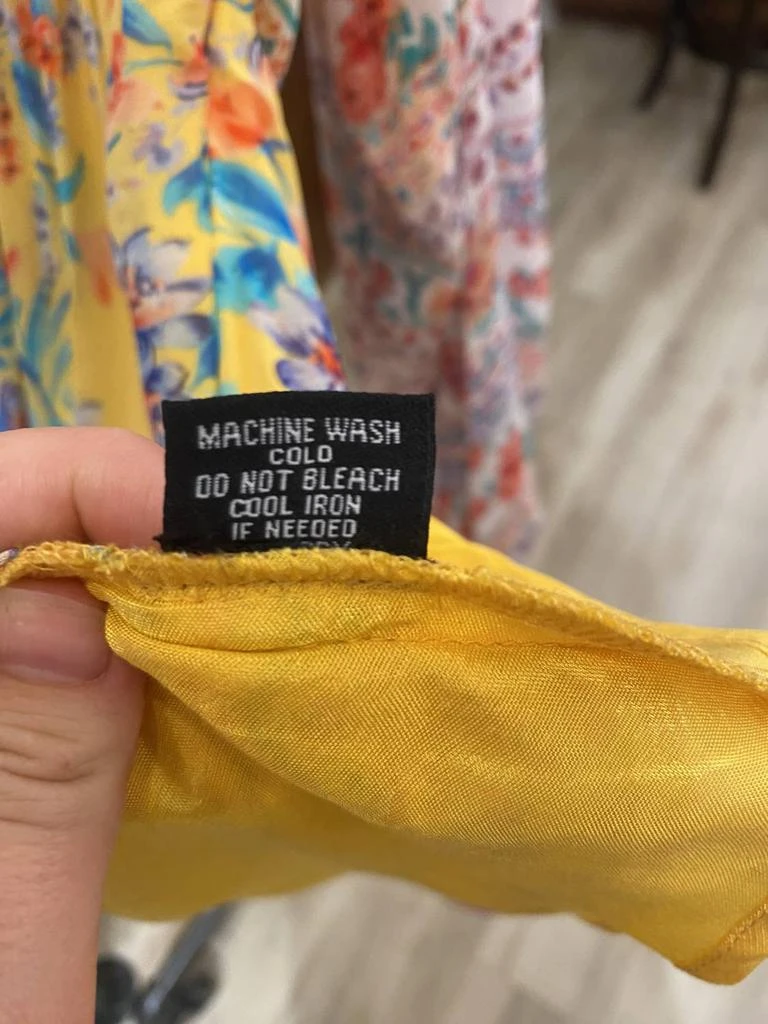 MACHINE WASH
COLD
DO NOT BLEACH
COOL IRON
IF NEEDED